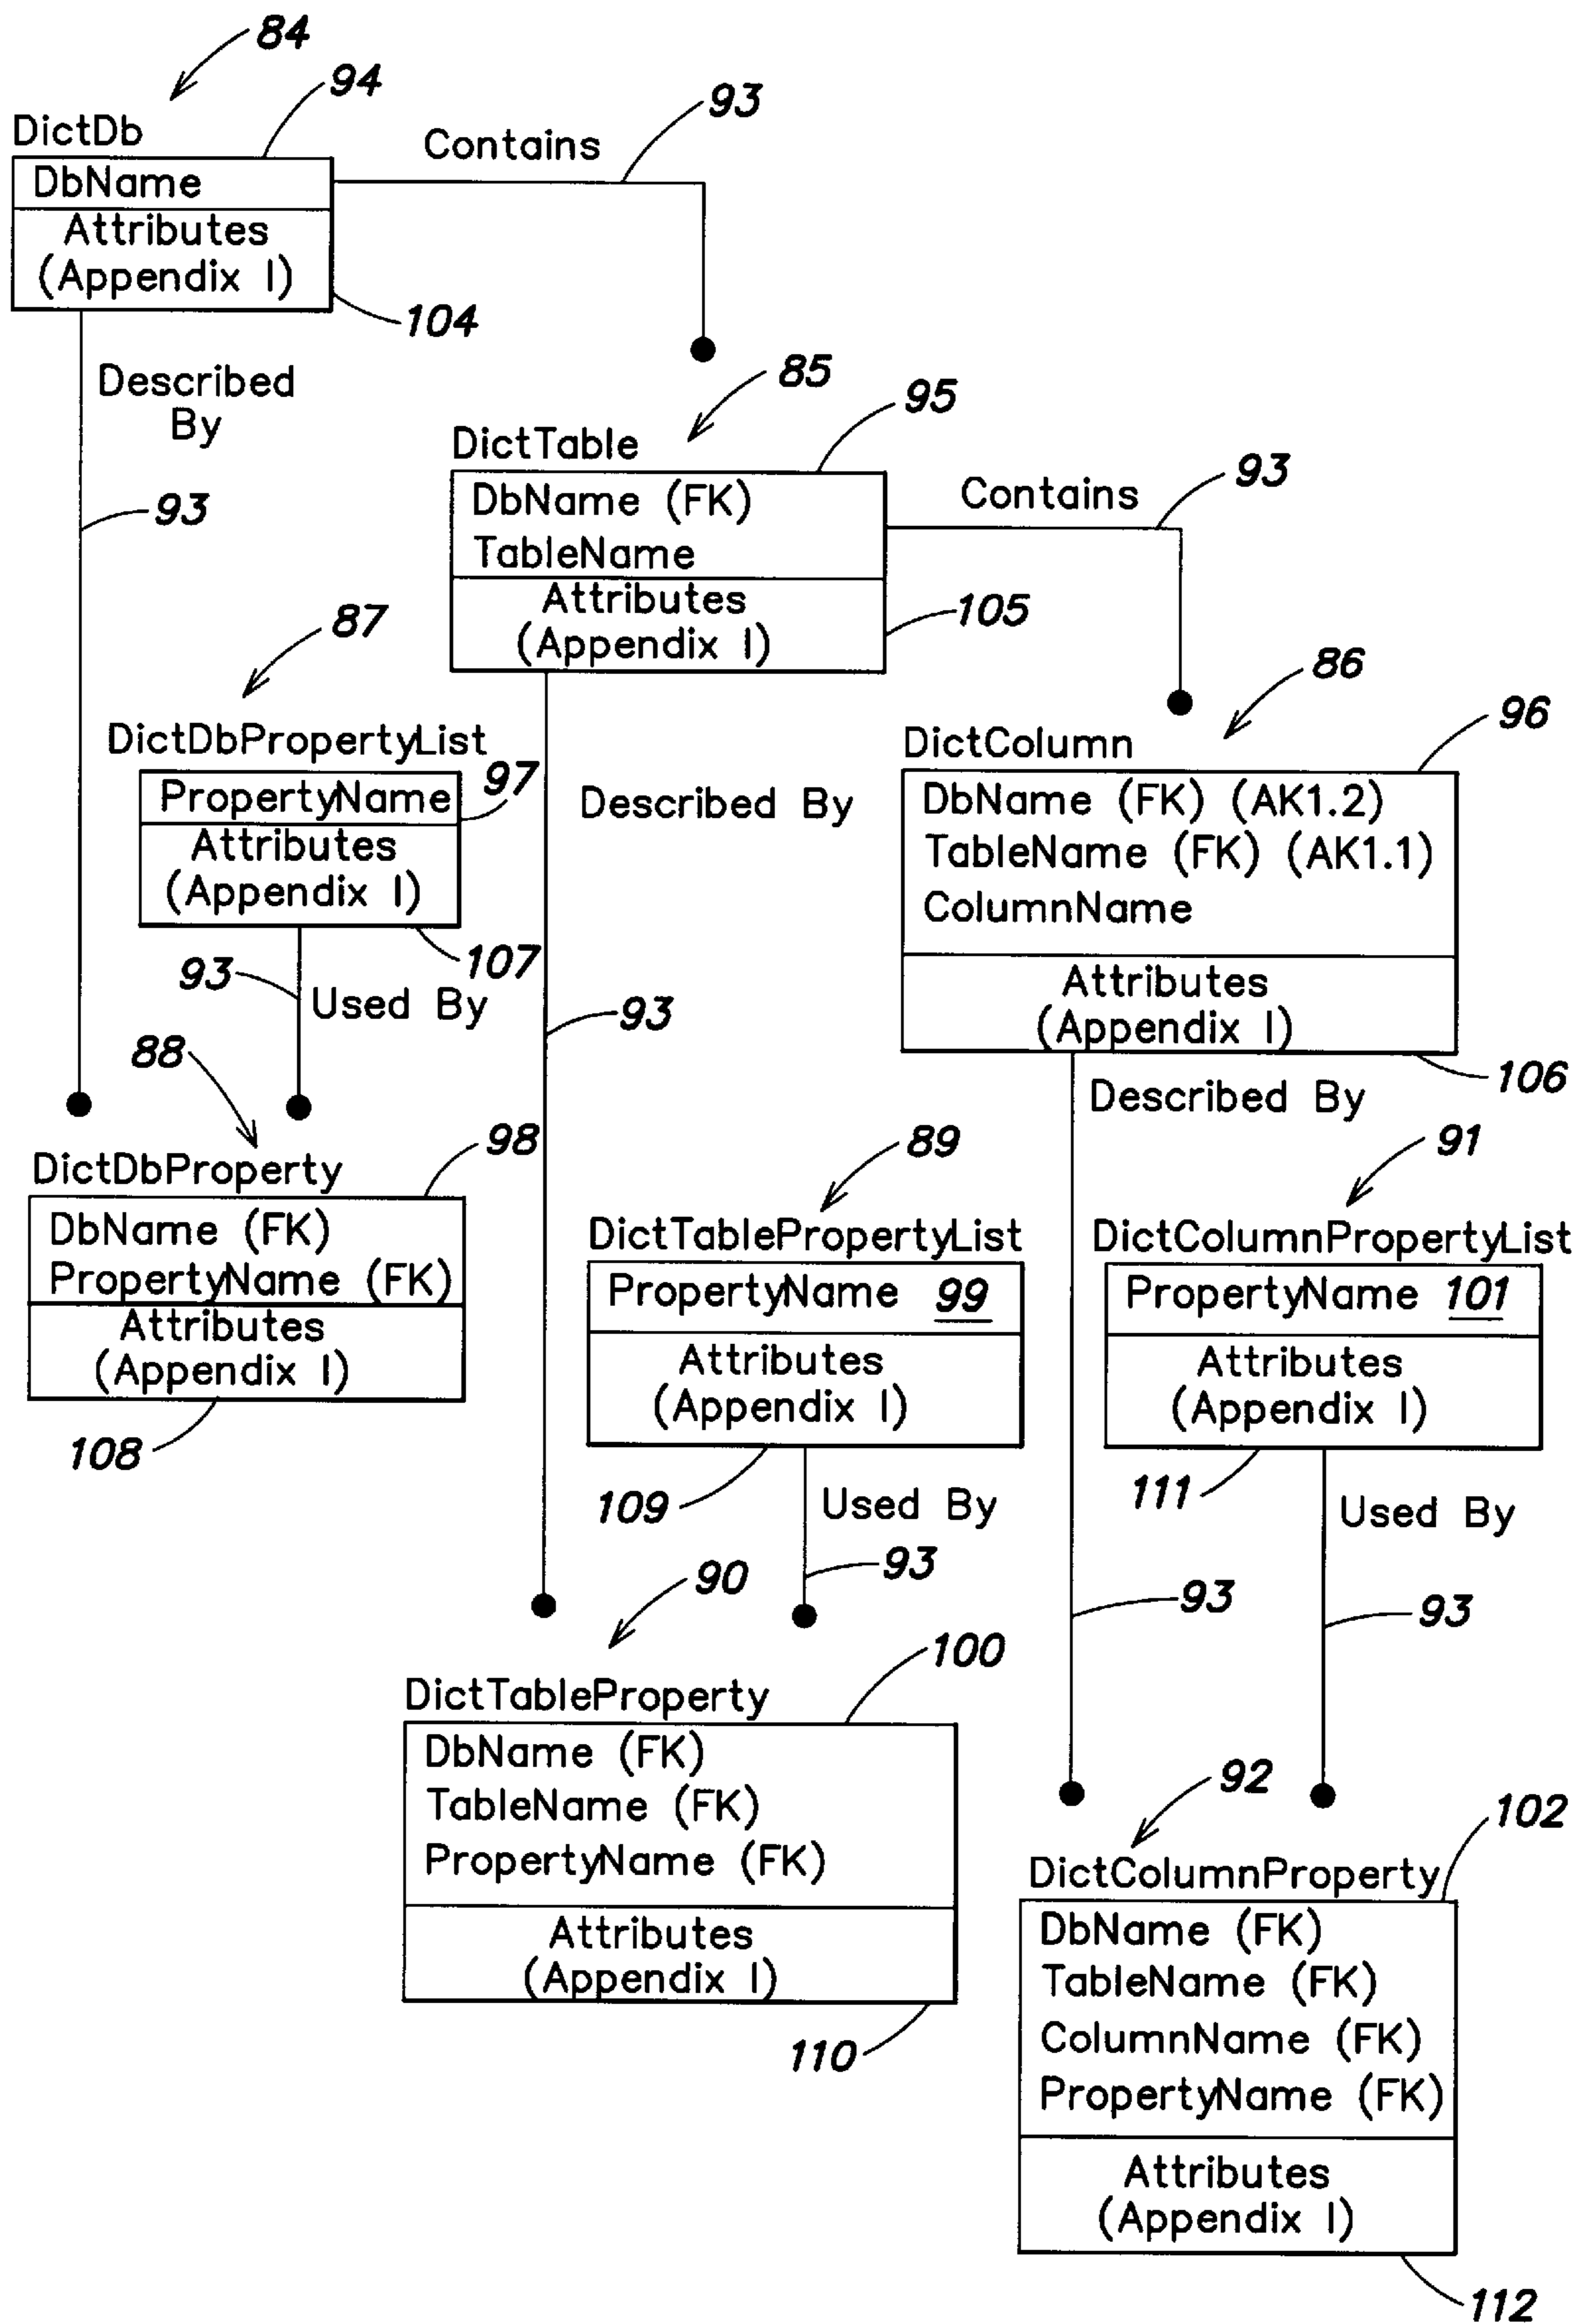 84
94
93
DictDb
Contains
DbName
Attributes
(Appendix I)
104
Described
By
85
95
DictTable
93
Contains
DbName (FK)
93
TableName
Attributes
(Appendix I)
105
87
86
96
DictDbPropertyList
DictColumn
97
PropertyName
Described By
DbName (FK) (AK1.2)
Attributes
TableName (FK) (AK1.1)
(Appendix I)
ColumnName
107
93
Used By
Attributes
(Appendix I)
93
88
106
Described By
98
89
91
DictDbProperty
DbName (FK)
DictTablePropertyList
DictColumnPropertyList
PropertyName (FK)
PropertyName 99
PropertyName 101
Attributes
(Appendix I)
Attributes
(Appendix I)
Attributes
(Appendix I)
108
109
Used By
111
Used By
93
90
93
93
100
DictTableProperty
DbName (FK)
92
TableName (FK)
102
PropertyName (FK)
DictColumnProperty
Attributes
(Appendix I)
DbName (FK)
TableName (FK)
110
ColumnName (FK)
PropertyName (FK)
Attributes
(Appendix I)
112